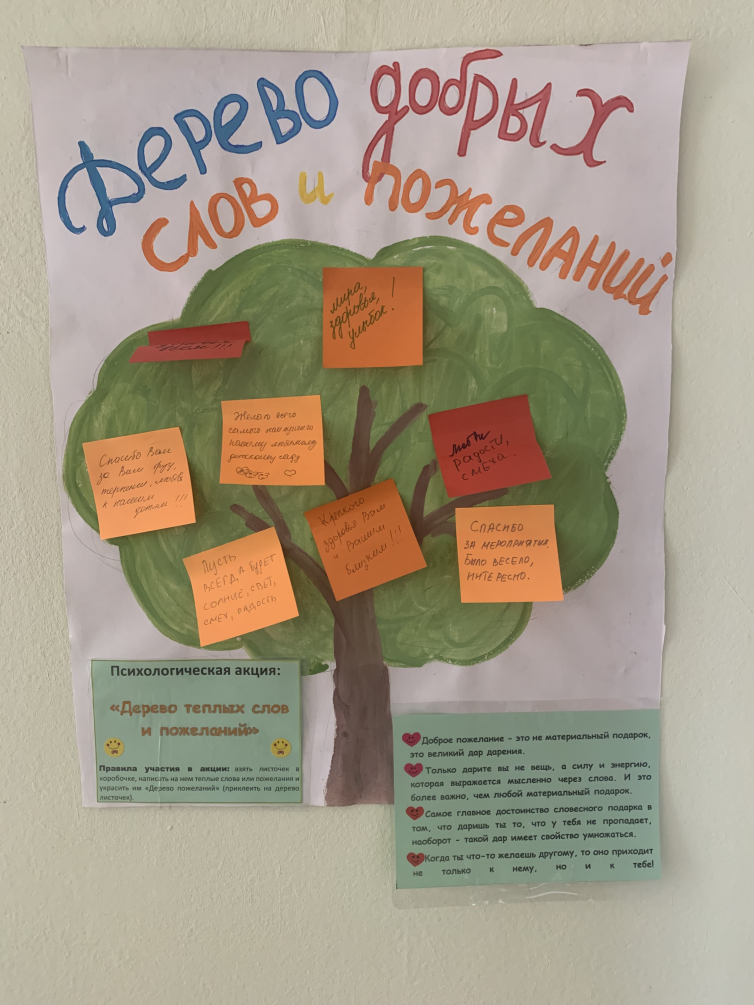 Дерево добрых
слов и пожеланий
мира,
здоровья,
улыбок!
Желаю всего
самого наилучшего
нашему любимому
детскому саду
Любви
радости,
смеха.
Спасибо Вам
за Ваш труд,
терпение, любовь
к нашим
детям !!!
Крепкого
здоровья Вам
и Вашим
близким!!!
Спасибо
за мероприятия.
Было весело,
интересно.
Пусть
всегда будет
солнце, свет,
смех, радость
Психологическая акция:
«Дерево теплых слов
и пожеланий»
Правила участия в акции: взять листочек в
коробочке, написать на нем теплые слова или пожелания и
украсить им «Дерево пожеланий» (приклеить на дерево
листочек).
Доброе пожелание – это не материальный подарок,
это великий дар дарения.
Только дарите вы не вещь, а силу и энергию,
которая выражается мысленно через слова. И это
более важно, чем любой материальный подарок.
Самое главное достоинство словесного подарка в
том, что даришь ты то, что у тебя не пропадает,
наоборот – такой дар имеет свойство умножаться.
Когда ты что-то желаешь другому, то оно приходит
не только к нему, но и к тебе!